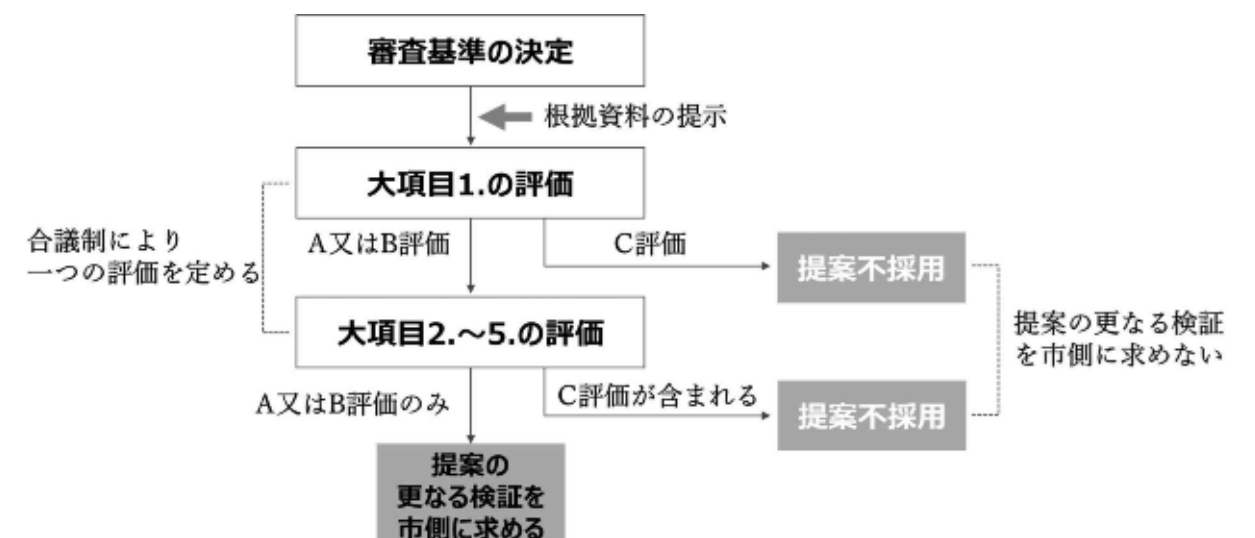 審査基準の決定
根拠資料の提示
大項目1.の評価
合議制により
一つの評価を定める
A又はB評価
C評価
提案不採用
大項目2.～5.の評価
提案の更なる検証
を市側に求めない
A又はB評価のみ
C評価が含まれる
提案不採用
提案の
更なる検証を
市側に求める